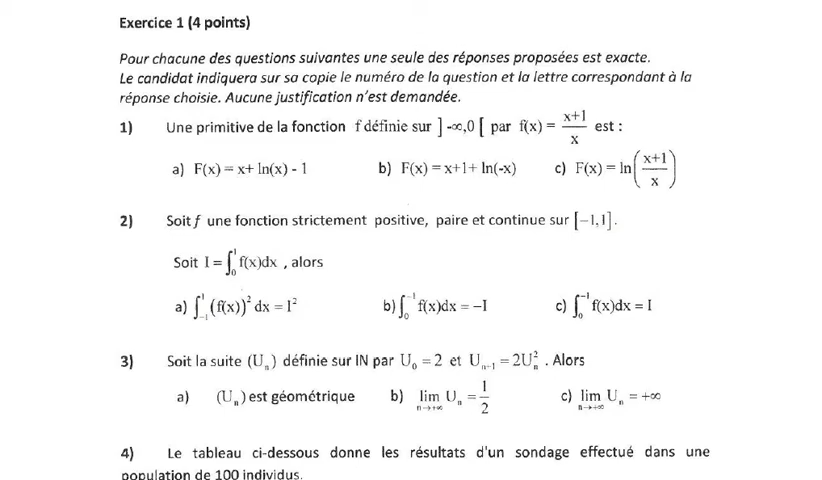 Exercice 1 (4 points)
Pour chacune des questions suivantes une seule des réponses proposées est exacte.
Le candidat indiquera sur sa copie le numéro de la question et la lettre correspondant à la
réponse choisie. Aucune justification n'est demandée.
1) Une primitive de la fonction f définie sur ]-∞,0[ par f(x) = (x+1)/x est :
a) F(x) = x+ ln(x) - 1 b) F(x) = x+1+ ln(-x) c) F(x) = ln((x+1)/x)
2) Soit f une fonction strictement positive, paire et continue sur [-1,1].
Soit I = ∫₀¹ f(x)dx , alors
a) ∫₋₁¹ (f(x))² dx = I² b) ∫₀⁻¹ f(x)dx = -I c) ∫₀⁻¹ f(x)dx = I
3) Soit la suite (Uₙ) définie sur IN par U₀ = 2 et Uₙ₊₁ = 2Uₙ² . Alors
a) (Uₙ) est géométrique b) lim Uₙ = 1/2 c) lim Uₙ = +∞
n→+∞ n→+∞
4) Le tableau ci-dessous donne les résultats d'un sondage effectué dans une
population de 100 individus.